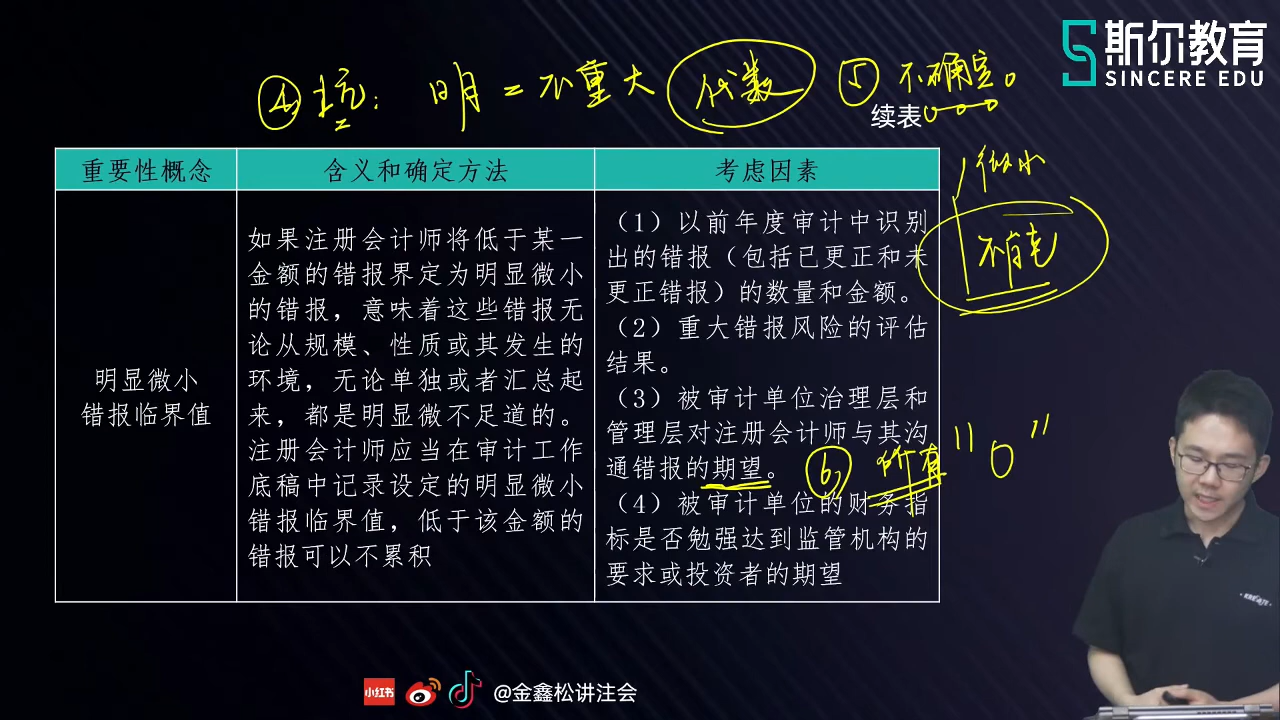 斯尔教育
SINCERE EDU
④坑：明＝不重大 代数 ⑤不确定。
续表
重要性概念 含义和确定方法 考虑因素
明显微小
错报临界值
如果注册会计师将低于某一
金额的错报界定为明显微小
的错报，意味着这些错报无
论从规模、性质或其发生的
环境，无论单独或者汇总起
来，都是明显微不足道的。
注册会计师应当在审计工作
底稿中记录设定的明显微小
错报临界值，低于该金额的
错报可以不累积
（1）以前年度审计中识别
出的错报（包括已更正和未
更正错报）的数量和金额。
（2）重大错报风险的评估
结果。
（3）被审计单位治理层和
管理层对注册会计师与其沟
通错报的期望。
（4）被审计单位的财务指
标是否勉强达到监管机构的
要求或投资者的期望
微小
⑥所有“0”
小红书
@金鑫松讲注会